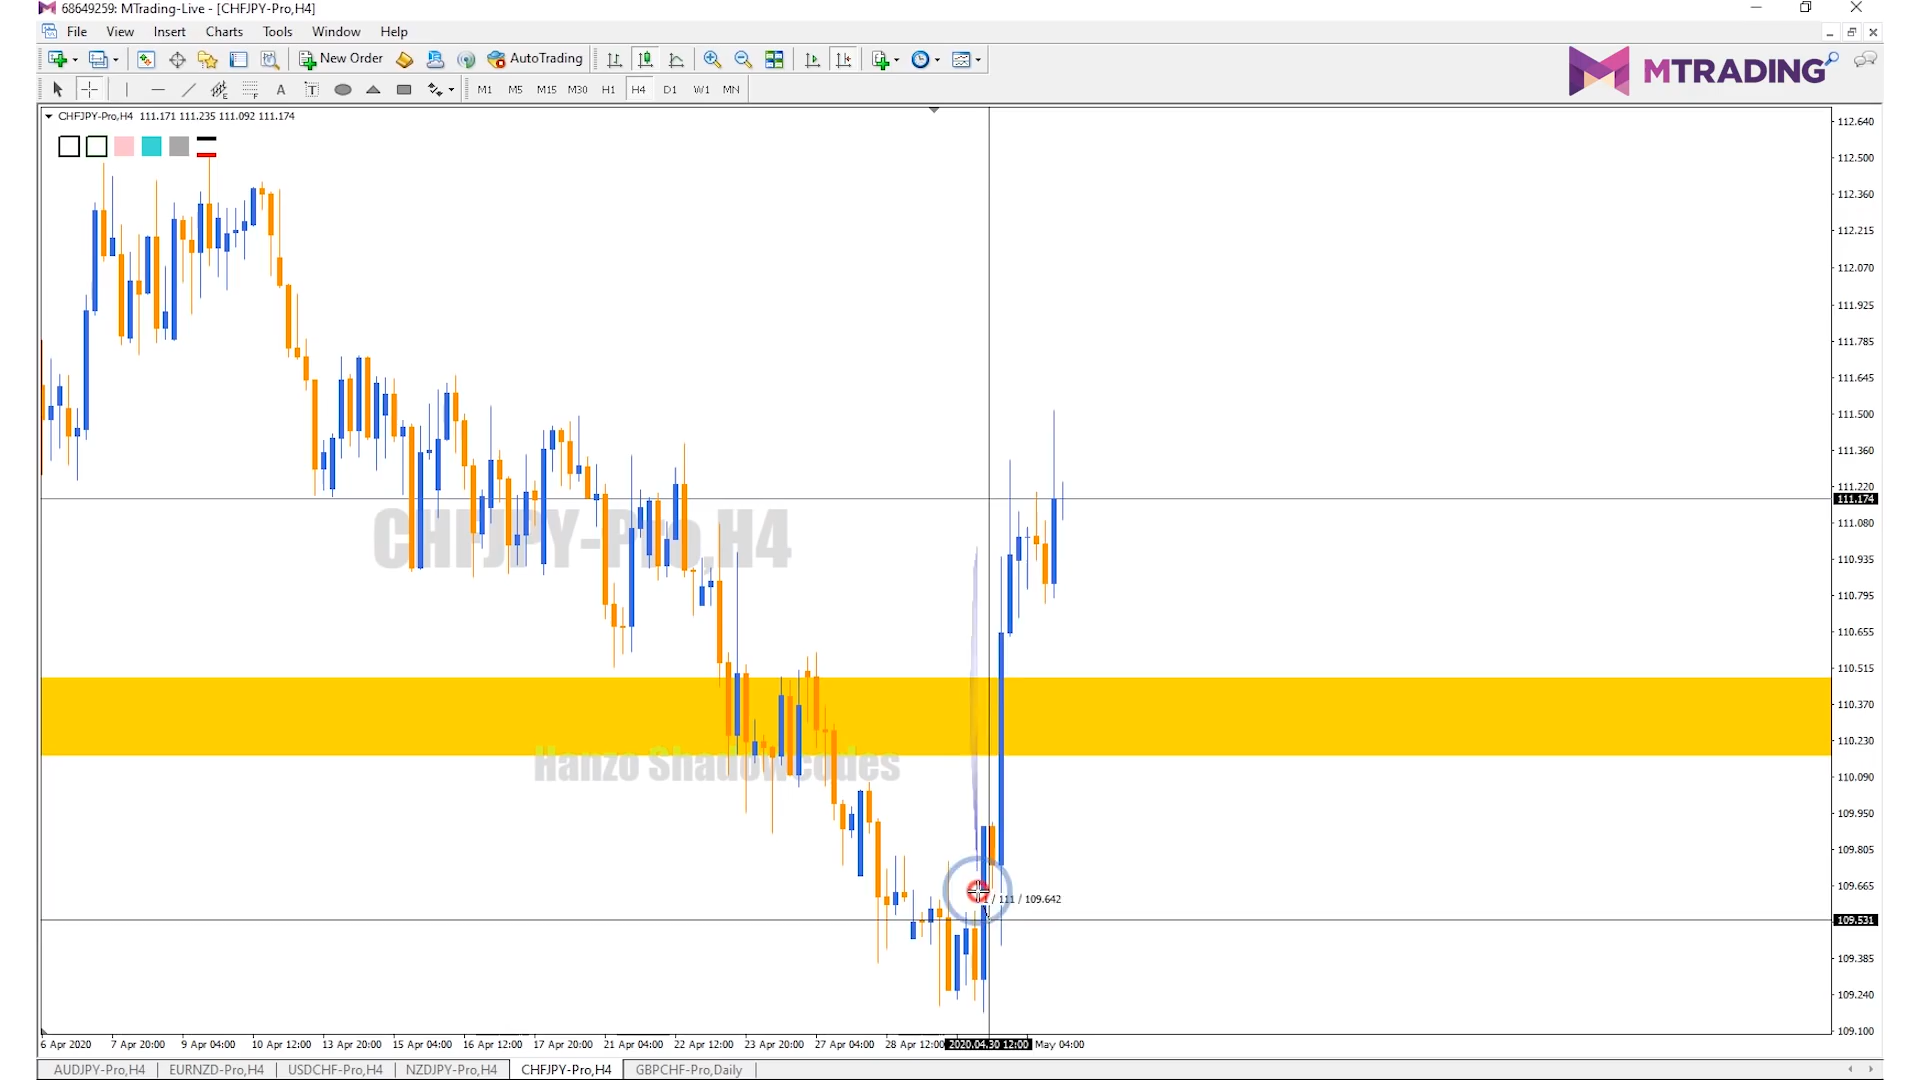 68649259: MTrading-Live - [CHFJPY-Pro,H4]
File View Insert Charts Tools Window Help
New Order AutoTrading
MTRADING
A T M1 M5 M15 M30 H1 H4 D1 W1 MN
CHFJPY-Pro,H4 111.171 111.235 111.092 111.174
112.640
112.500
112.360
112.215
112.070
111.925
111.785
111.645
111.500
111.360
111.220
111.174
111.080
CHFJPY-Pro,H4
110.935
110.795
110.655
110.515
110.370
110.230
Hanzo Shadowcodes
110.090
109.950
109.805
109.665
/ 111 / 109.642
109.531
109.385
109.240
109.100
6 Apr 2020 7 Apr 20:00 9 Apr 04:00 10 Apr 12:00 13 Apr 20:00 15 Apr 04:00 16 Apr 12:00 17 Apr 20:00 21 Apr 04:00 22 Apr 12:00 23 Apr 20:00 27 Apr 04:00 28 Apr 12:00 2020.04.30 12:00 May 04:00
AUDJPY-Pro,H4 EURNZD-Pro,H4 USDCHF-Pro,H4 NZDJPY-Pro,H4 CHFJPY-Pro,H4 GBPCHF-Pro,Daily